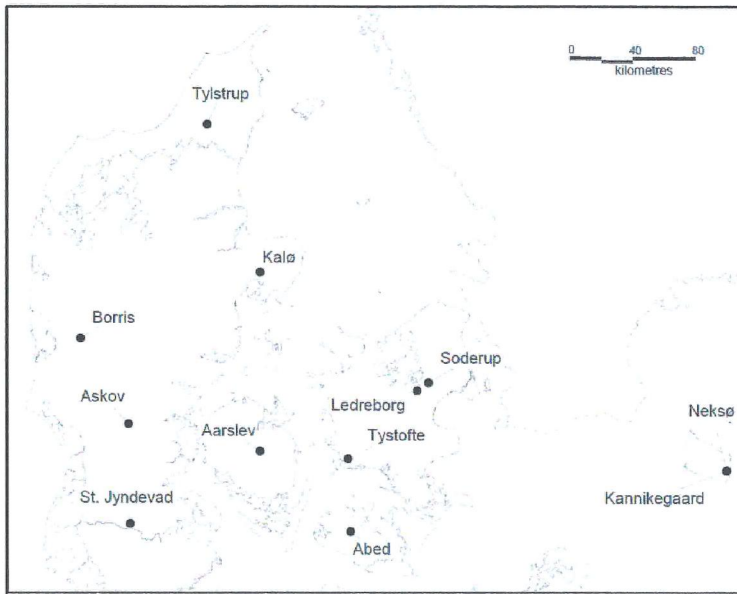 0 40 80
kilometres
Tylstrup
Kalø
Borris
Soderup
Askov
Ledreborg
Neksø
Aarslev
Tystofte
St. Jyndevad
Kannikegaard
Abed